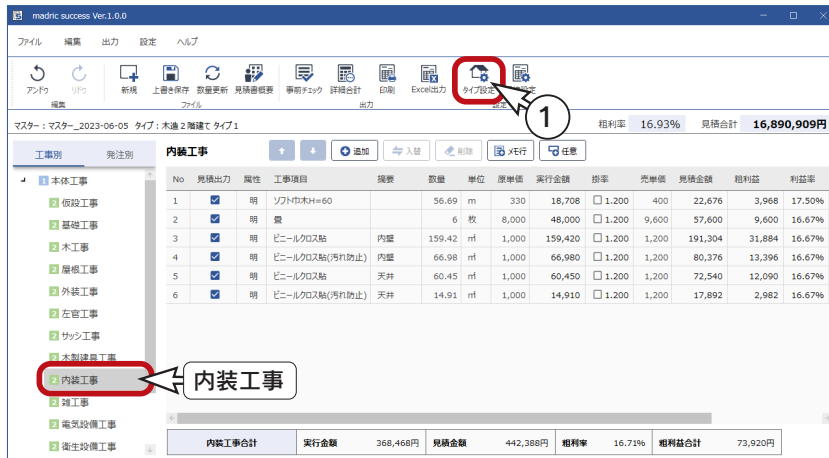 madric success Ver.1.0.0
ファイル 編集 出力 設定 ヘルプ
アンドゥ リドゥ 新規 上書き保存 数量更新 見積書概要 事前チェック 詳細合計 印刷 Excel出力 タイプ設定 設定
編集 ファイル 出力 設定
1
マスター：マスター_2023-06-05 タイプ：木造2階建て タイプ1 粗利率 16.93% 見積合計 16,890,909円
工事別 発注別 内装工事 追加 入替 削除 メモ行 任意
No 見積出力 属性 工事項目 摘要 数量 単位 原単価 実行金額 掛率 売単価 見積金額 粗利益 利益率
1 明 ソフト巾木H=60 56.69 m 330 18,708 1.200 400 22,676 3,968 17.50%
2 明 畳 6 枚 8,000 48,000 1.200 9,600 57,600 9,600 16.67%
3 明 ビニールクロス貼 内壁 159.42 ㎡ 1,000 159,420 1.200 1,200 191,304 31,884 16.67%
4 明 ビニールクロス貼(汚れ防止) 内壁 66.98 ㎡ 1,000 66,980 1.200 1,200 80,376 13,396 16.67%
5 明 ビニールクロス貼 天井 60.45 ㎡ 1,000 60,450 1.200 1,200 72,540 12,090 16.67%
6 明 ビニールクロス貼(汚れ防止) 天井 14.91 ㎡ 1,000 14,910 1.200 1,200 17,892 2,982 16.67%
1 本体工事
2 仮設工事
2 基礎工事
2 木工事
2 屋根工事
2 外装工事
2 左官工事
2 サッシ工事
2 木製建具工事
2 内装工事
内装工事
2 雑工事
2 電気設備工事
2 衛生設備工事
内装工事合計 実行金額 368,468円 見積金額 442,388円 粗利率 16.71% 粗利益合計 73,920円